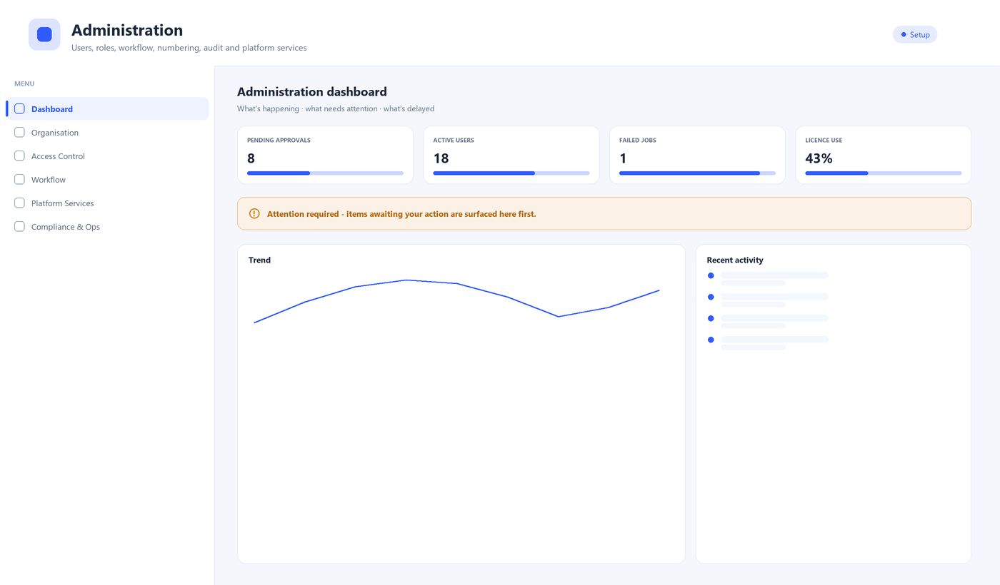 Administration
Users, roles, workflow, numbering, audit and platform services
Setup
MENU
Dashboard
Organisation
Access Control
Workflow
Platform Services
Compliance & Ops
Administration dashboard
What's happening · what needs attention · what's delayed
PENDING APPROVALS
8
ACTIVE USERS
18
FAILED JOBS
1
LICENCE USE
43%
Attention required - items awaiting your action are surfaced here first.
Trend
Recent activity